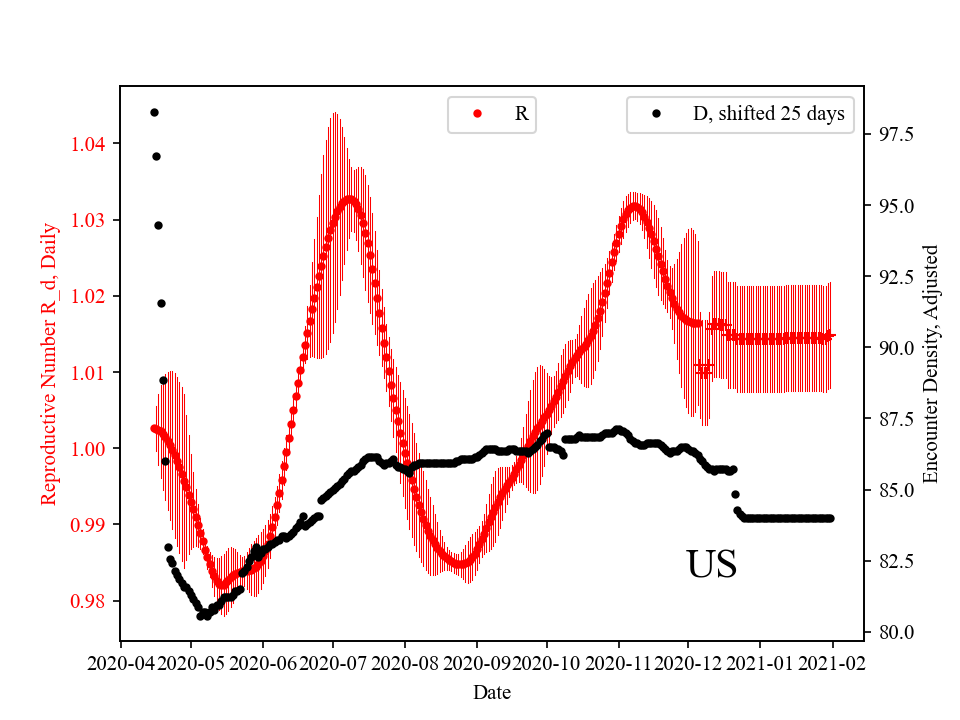 R
D, shifted 25 days
1.04
1.03
1.02
1.01
1.00
0.99
0.98
Reproductive Number R_d, Daily
97.5
95.0
92.5
90.0
87.5
85.0
82.5
80.0
Encounter Density, Adjusted
US
2020-04 2020-05 2020-06 2020-07 2020-08 2020-09 2020-10 2020-11 2020-12 2021-01 2021-02
Date